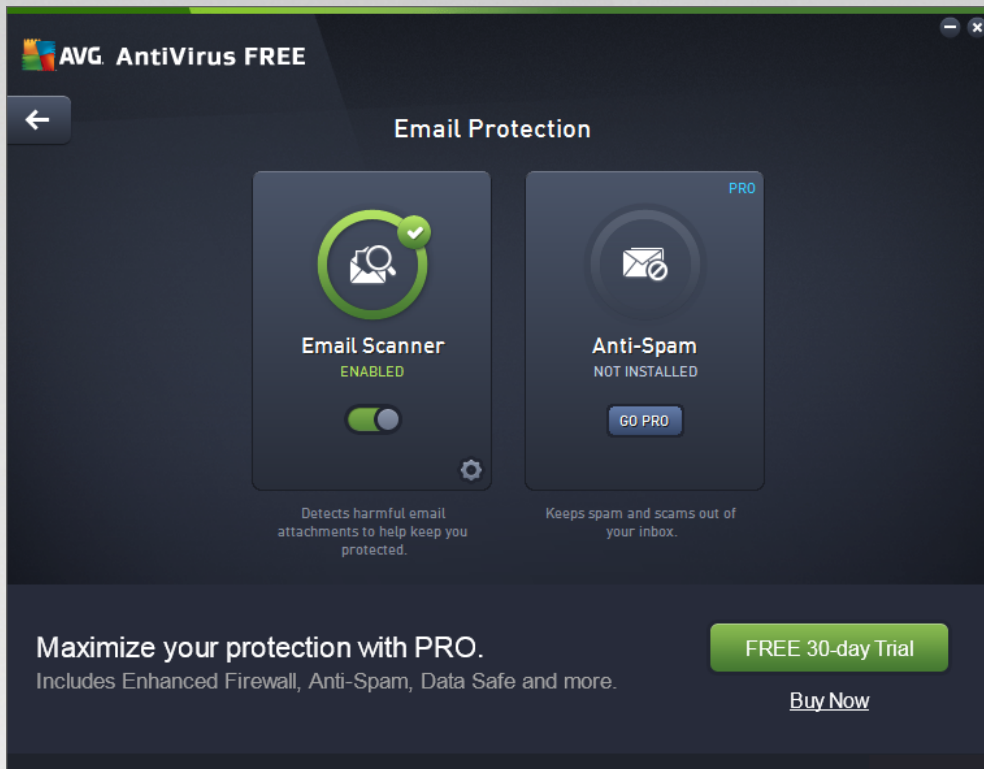 AVG. AntiVirus FREE
Email Protection
PRO
Email Scanner
ENABLED
Detects harmful email
attachments to help keep you
protected.
Anti-Spam
NOT INSTALLED
GO PRO
Keeps spam and scams out of
your inbox.
Maximize your protection with PRO.
Includes Enhanced Firewall, Anti-Spam, Data Safe and more.
FREE 30-day Trial
Buy Now